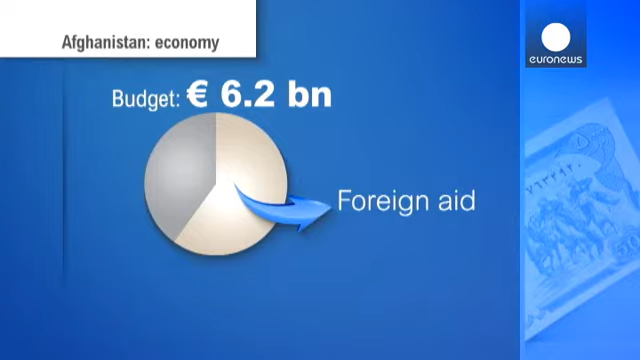 Afghanistan: economy
euronews
Budget: € 6.2 bn
Foreign aid